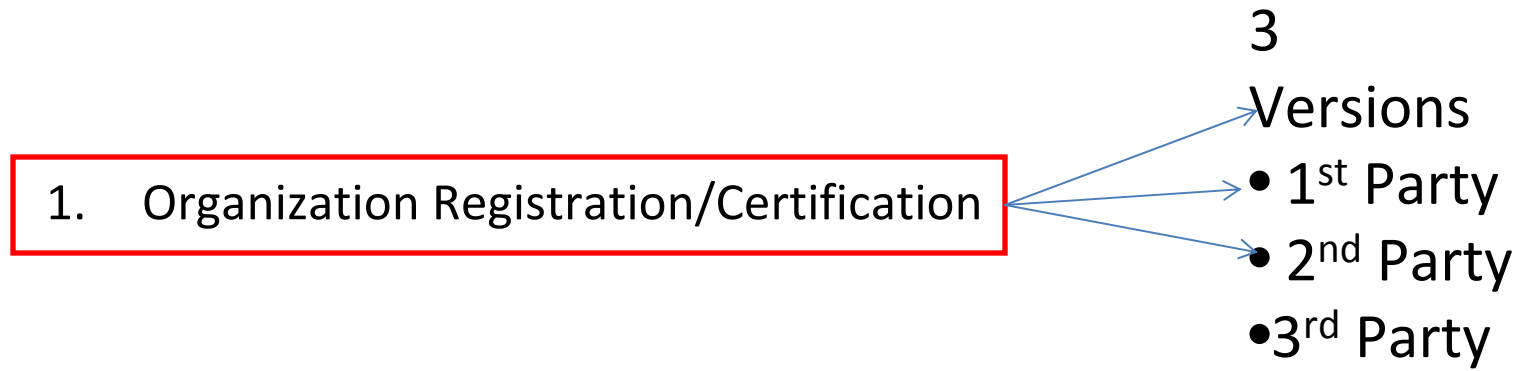 1. Organization Registration/Certification
3
Versions
• 1st Party
• 2nd Party
•3rd Party